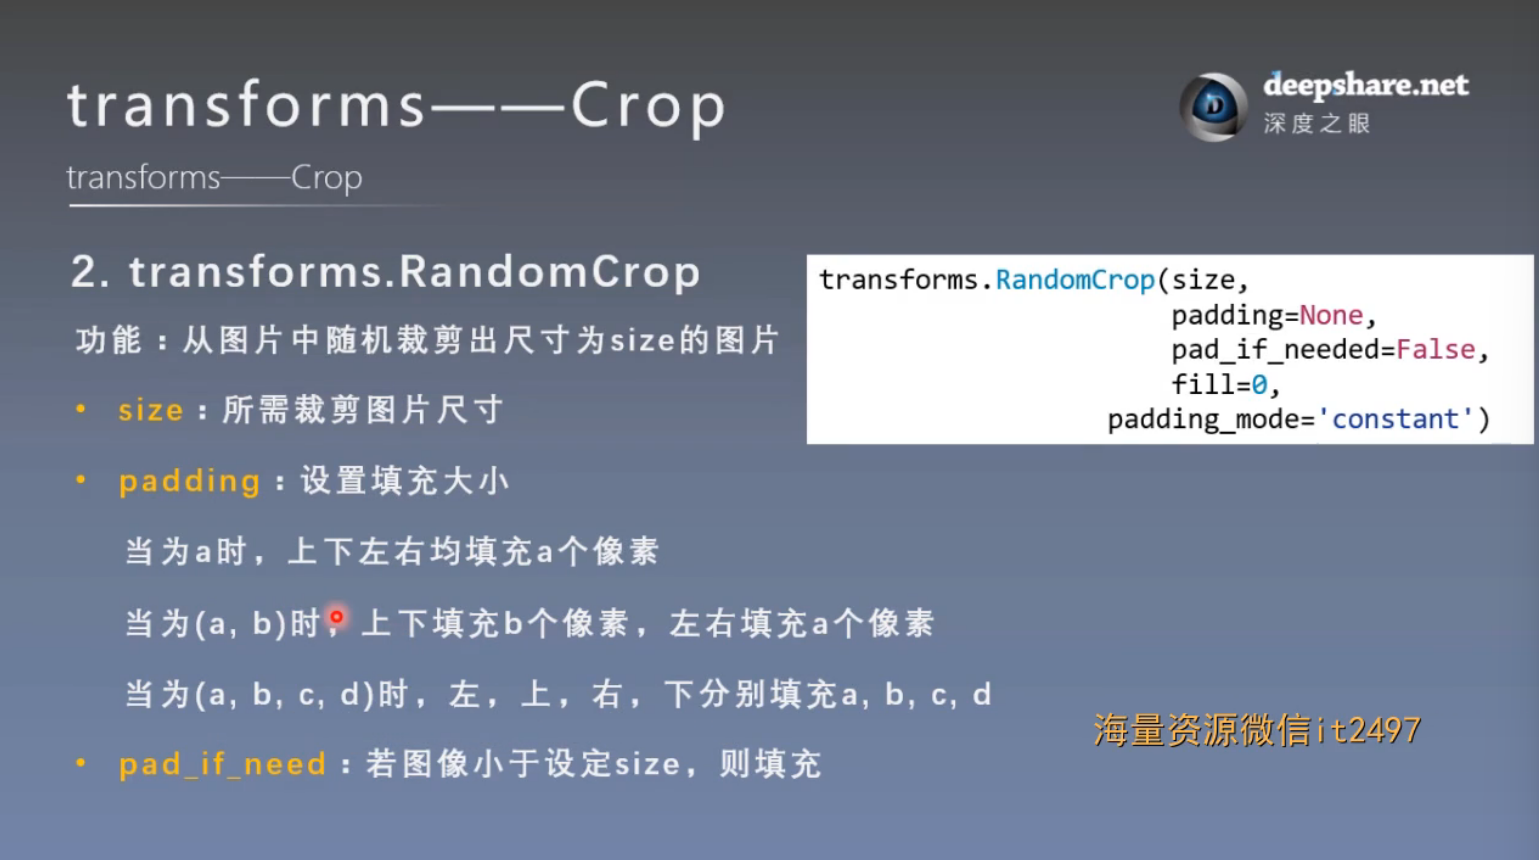 transforms——Crop
deepshare.net
深度之眼
transforms——Crop
2. transforms.RandomCrop
功能：从图片中随机裁剪出尺寸为size的图片
• size：所需裁剪图片尺寸
• padding：设置填充大小
当为a时，上下左右均填充a个像素
当为(a, b)时，上下填充b个像素，左右填充a个像素
当为(a, b, c, d)时，左，上，右，下分别填充a, b, c, d
• pad_if_need：若图像小于设定size，则填充
transforms.RandomCrop(size,
padding=None,
pad_if_needed=False,
fill=0,
padding_mode='constant')
海量资源微信it2497